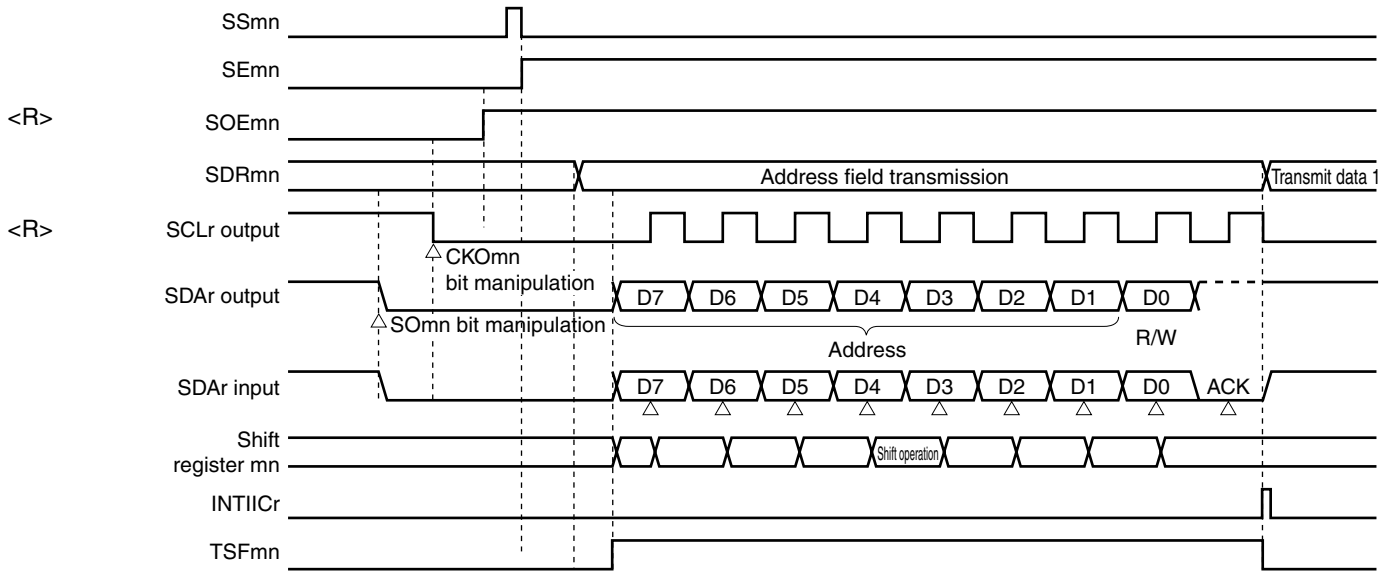 SSmn
SEmn
<R> SOEmn
SDRmn Address field transmission Transmit data 1
<R> SCLr output
CKOmn
bit manipulation
SDAr output D7 D6 D5 D4 D3 D2 D1 D0
SOmn bit manipulation
Address R/W
SDAr input D7 D6 D5 D4 D3 D2 D1 D0 ACK
Shift
register mn Shift operation
INTIICr
TSFmn